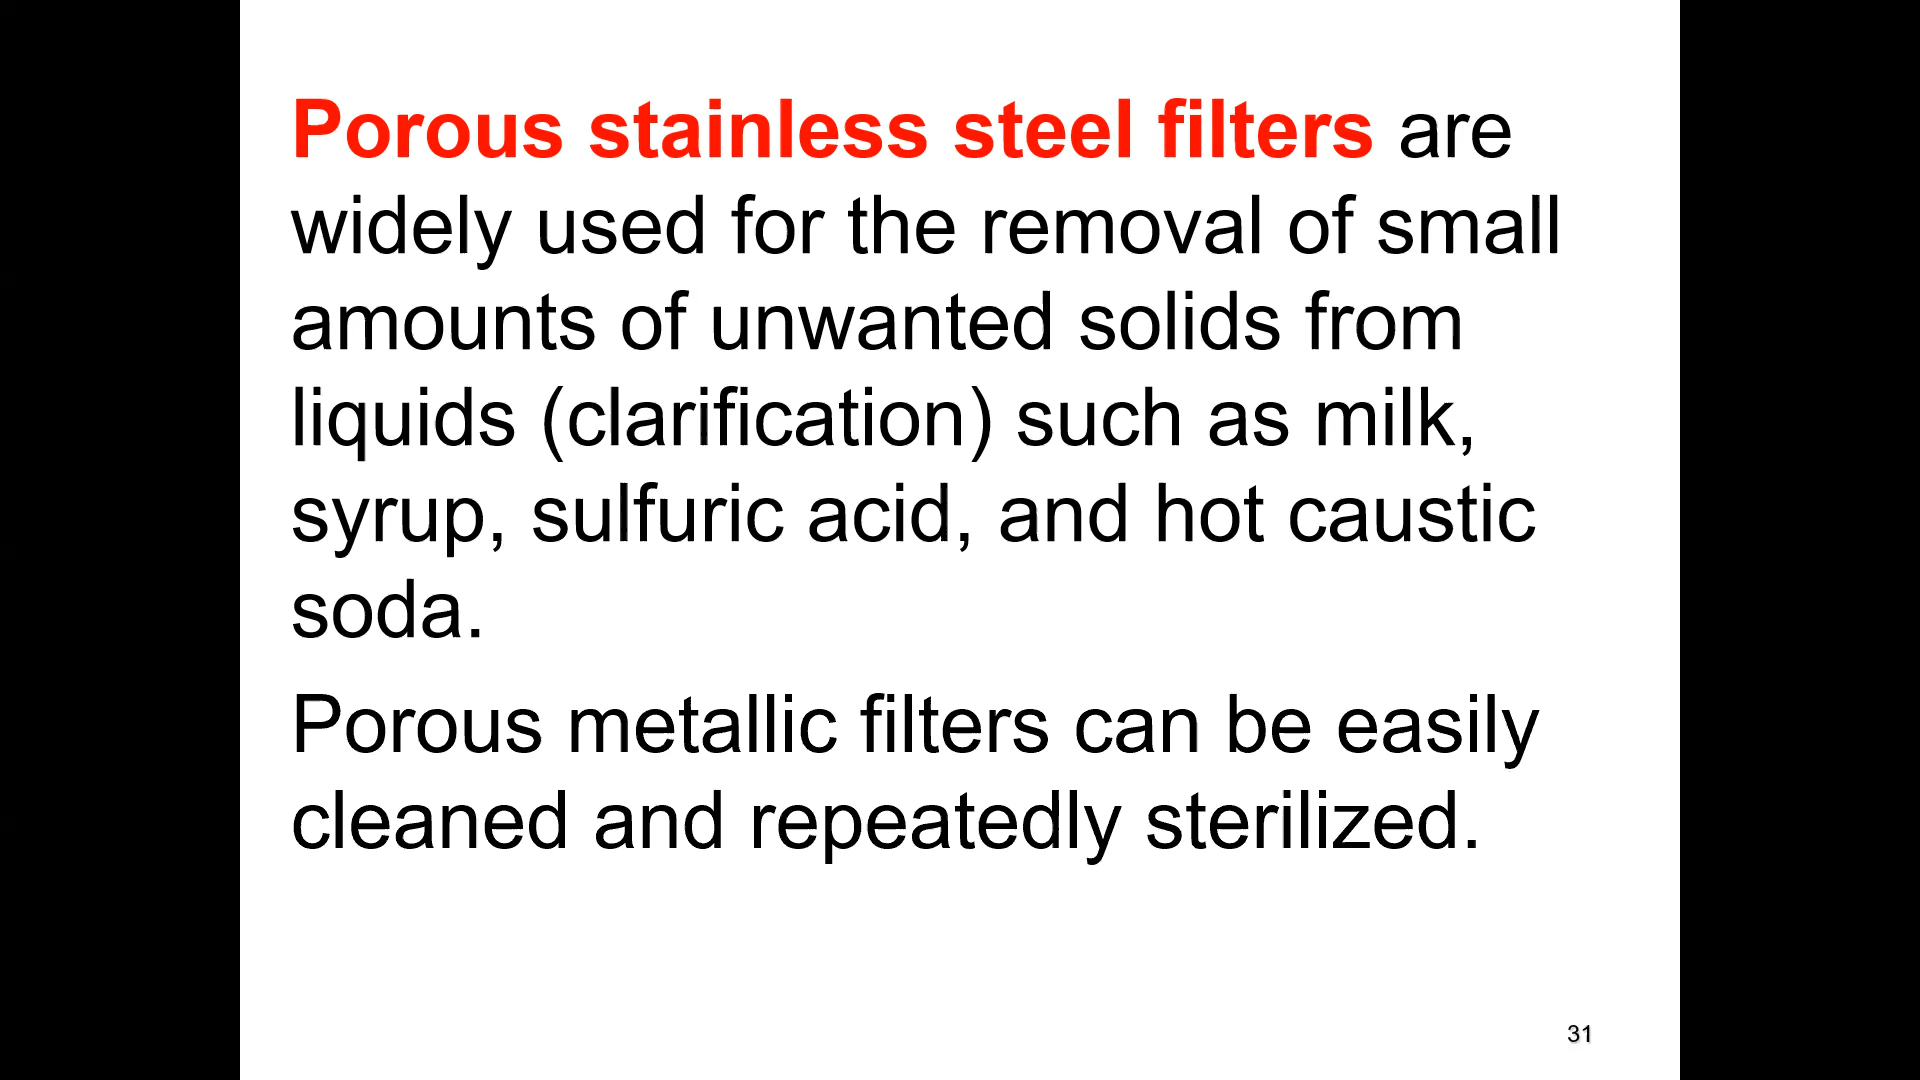 Porous stainless steel filters are
widely used for the removal of small
amounts of unwanted solids from
liquids (clarification) such as milk,
syrup, sulfuric acid, and hot caustic
soda.
Porous metallic filters can be easily
cleaned and repeatedly sterilized.
31